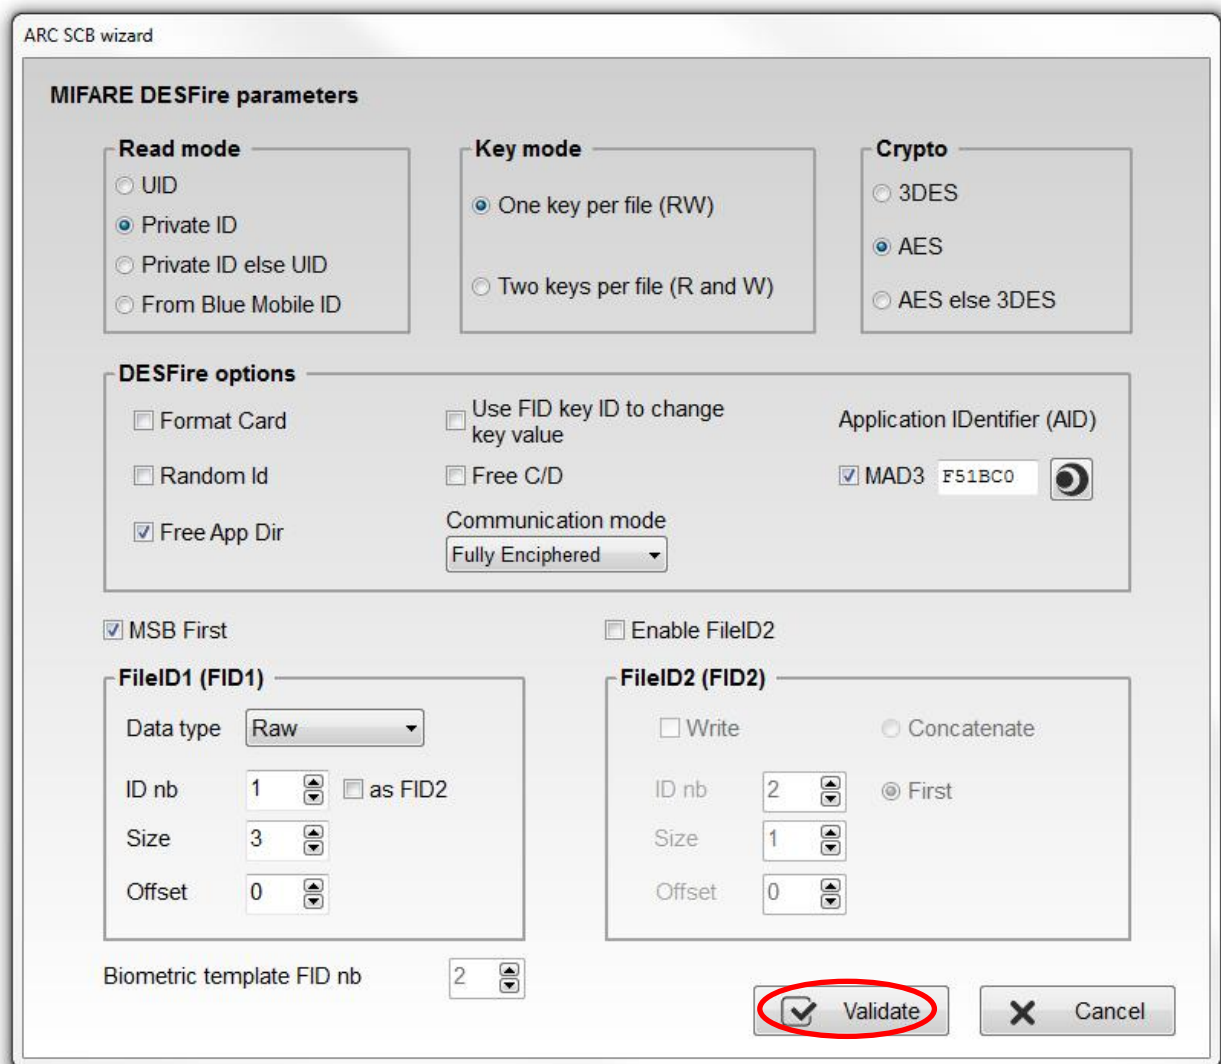 ARC SCB wizard
MIFARE DESFire parameters
Read mode
UID
Private ID
Private ID else UID
From Blue Mobile ID
Key mode
One key per file (RW)
Two keys per file (R and W)
Crypto
3DES
AES
AES else 3DES
DESFire options
Format Card
Random Id
Free App Dir
Use FID key ID to change
key value
Free C/D
Communication mode
Fully Enciphered
Application IDentifier (AID)
MAD3 F51BC0
MSB First
Enable FileID2
FileID1 (FID1)
Data type Raw
ID nb 1 as FID2
Size 3
Offset 0
FileID2 (FID2)
Write Concatenate
ID nb 2 First
Size 1
Offset 0
Biometric template FID nb 2
Validate Cancel